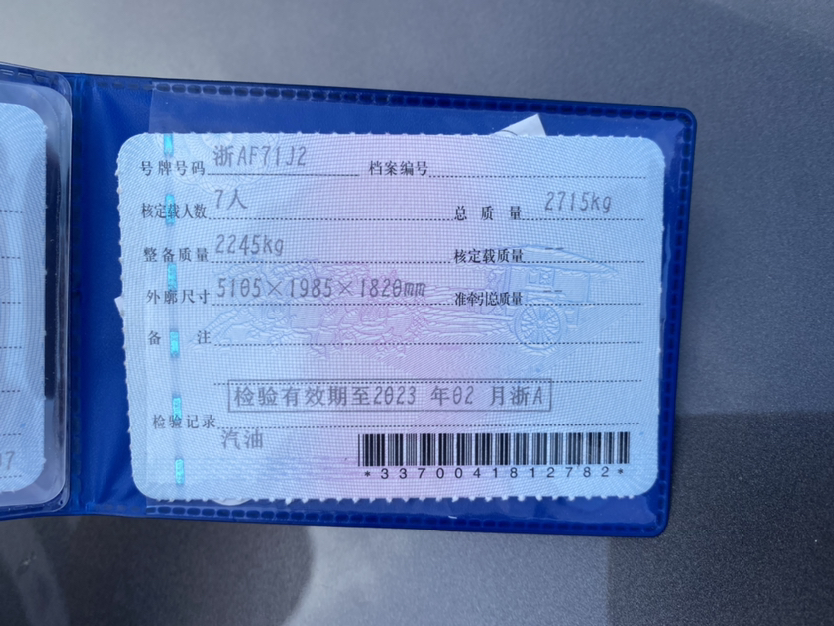 号牌号码 浙AF71J2 档案编号
核定载人数 7人 总质量 2715kg
整备质量 2245kg 核定载质量 --
外廓尺寸 5105×1985×1820mm 准牵引总质量 --
备注
检验有效期至2023 年02 月浙A
检验记录
汽油
*3370041812782*